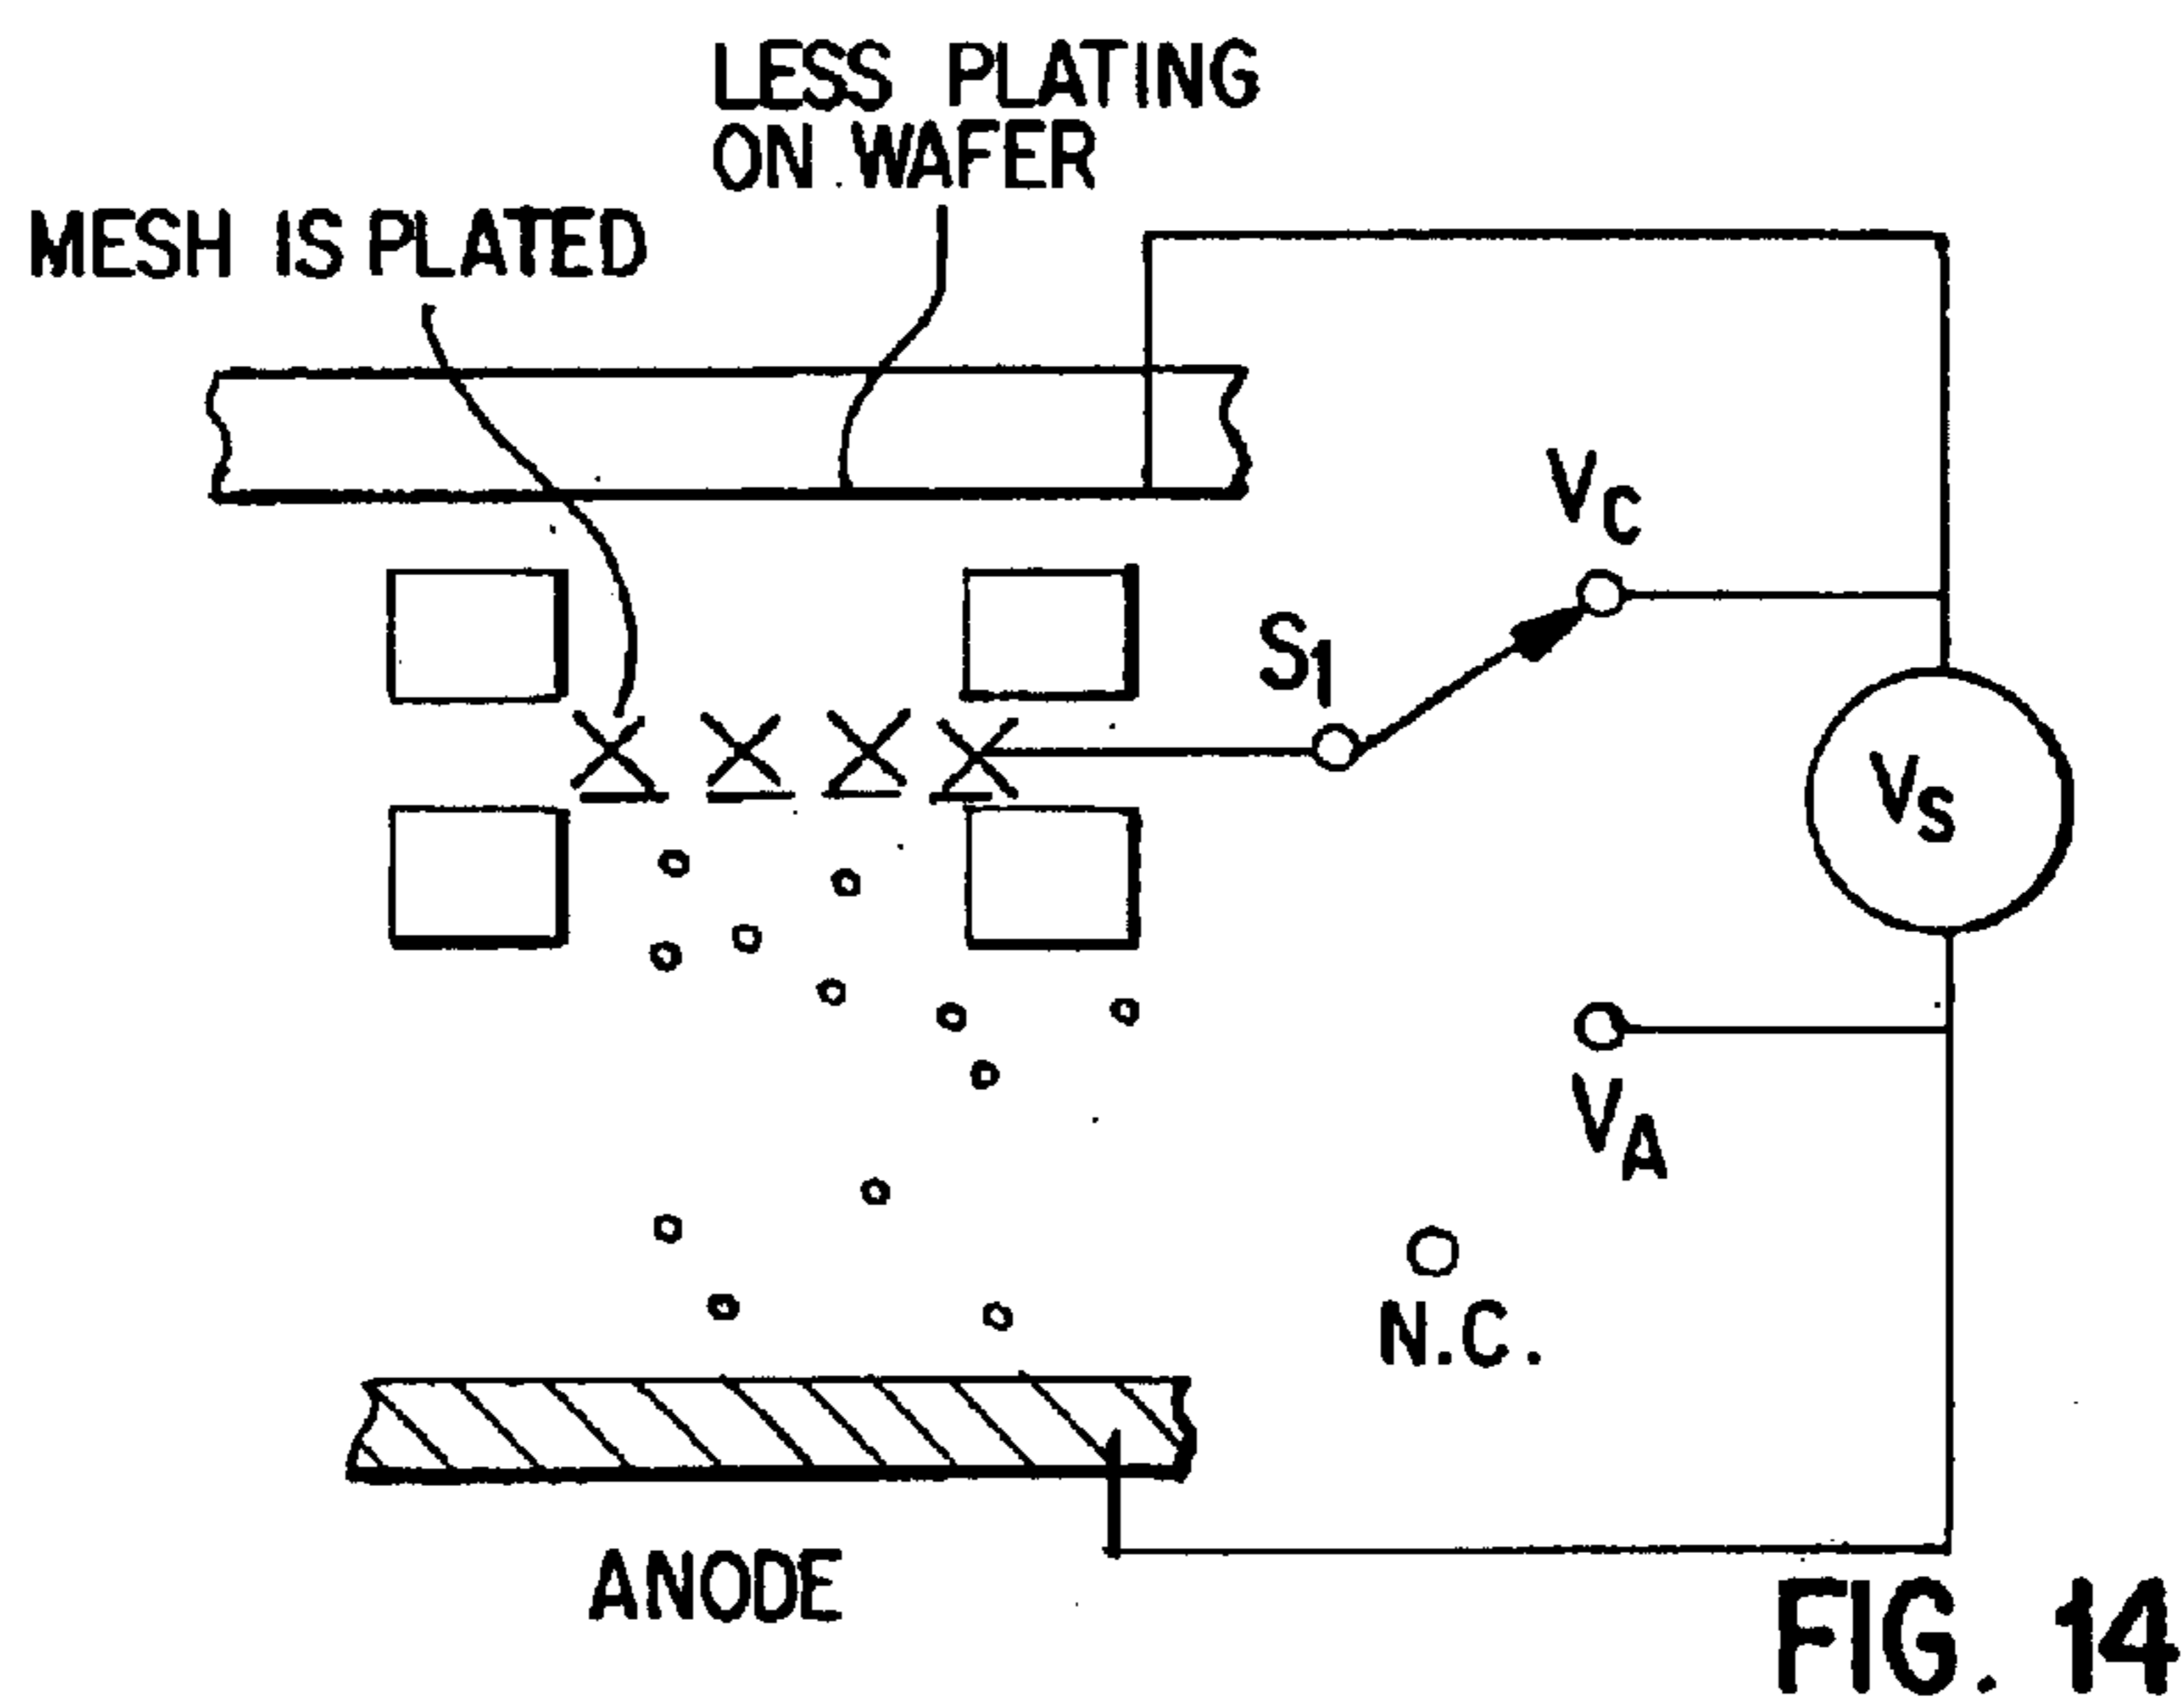 LESS PLATING
ON WAFER
MESH IS PLATED
VC
S1
VS
VA
N.C.
ANODE
FIG. 14